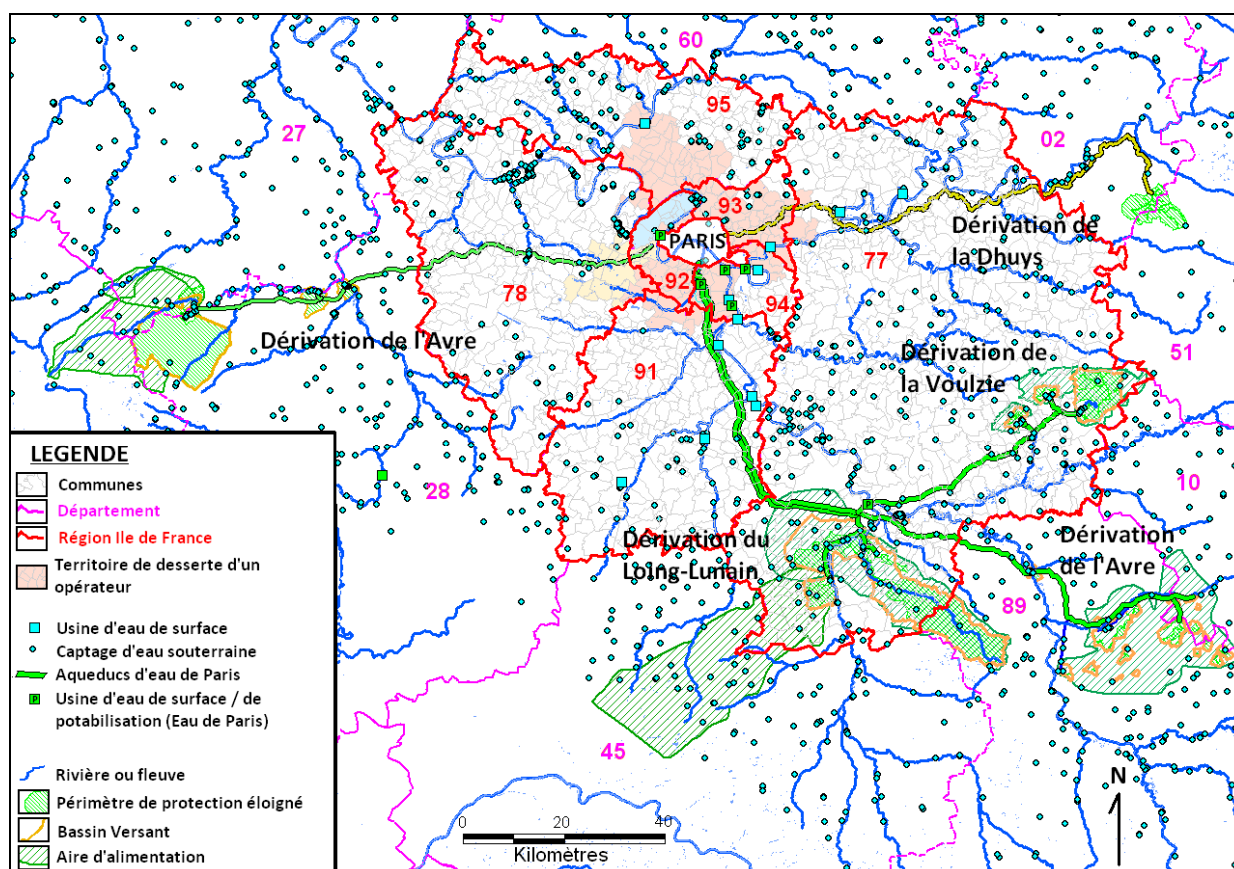 60
95
27
02
93
PARIS
Dérivation de
la Dhuys
77
92
78
94
Dérivation de l'Avre
Dérivation de
la Voulzie
51
91
LEGENDE
Communes
Département
Région Ile de France
Territoire de desserte d'un
opérateur
Usine d'eau de surface
Captage d'eau souterraine
Aqueducs d'eau de Paris
Usine d'eau de surface / de
potabilisation (Eau de Paris)
Rivière ou fleuve
Périmètre de protection éloigné
Bassin Versant
Aire d'alimentation
28
10
Dérivation du
Loing-Lunain
Dérivation
de l'Avre
89
45
N
0 20 40
Kilomètres
P
P
P
P
P
P